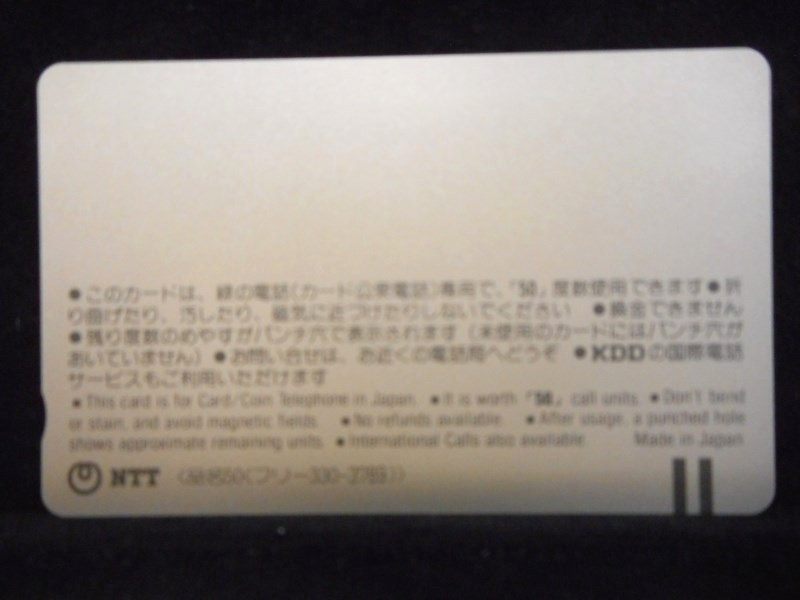 ●このカードは、緑の電話(カード公衆電話)専用で、「50」度数使用できます●折
り曲げたり、汚したり、磁気に近づけたりしないでください ●換金できません
●残り度数のめやすがパンチ穴で表示されます(未使用のカードにはパンチ穴が
あいていません)●お問い合せは、お近くの電話局へどうぞ ●KDDの国際電話
サービスもご利用いただけます
●This card is for Card/Coin Telephone in Japan. ●It is worth 「50」 call units. ●Don't bend
or stain, and avoid magnetic fields. ●No refunds available. ●After usage, a punched hole
shows approximate remaining units. ●International Calls also available. Made in Japan
NTT